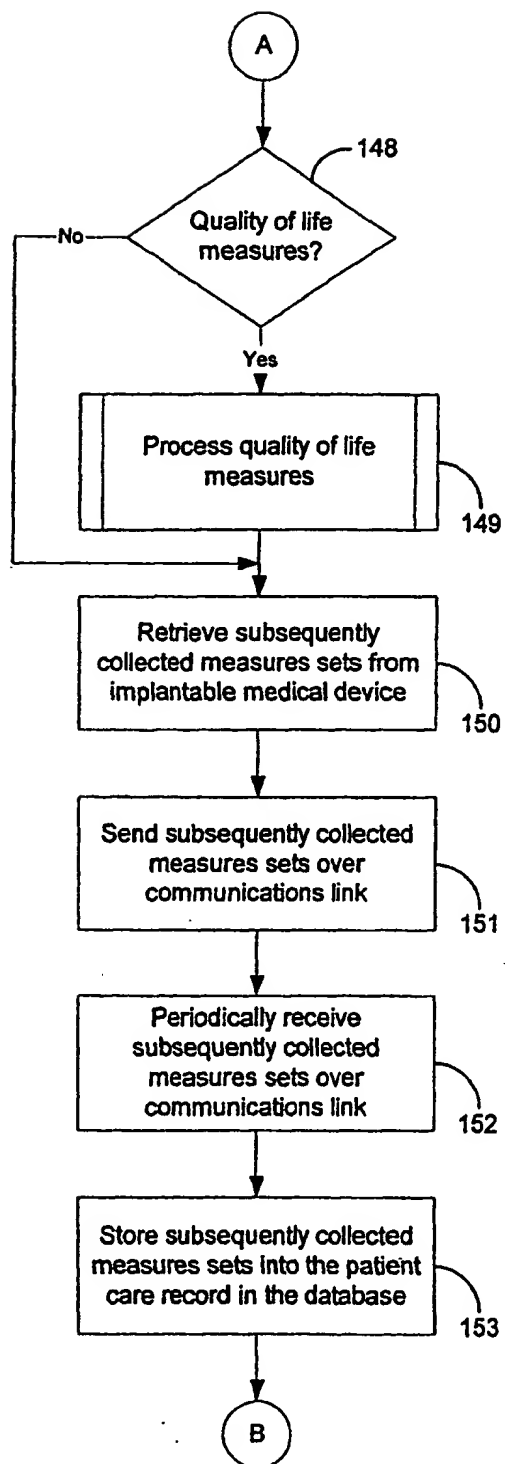 A
148
Quality of life
measures?
No
Yes
Process quality of life
measures
149
Retrieve subsequently
collected measures sets from
implantable medical device
150
Send subsequently collected
measures sets over
communications link
151
Periodically receive
subsequently collected
measures sets over
communications link
152
Store subsequently collected
measures sets into the patient
care record in the database
153
B